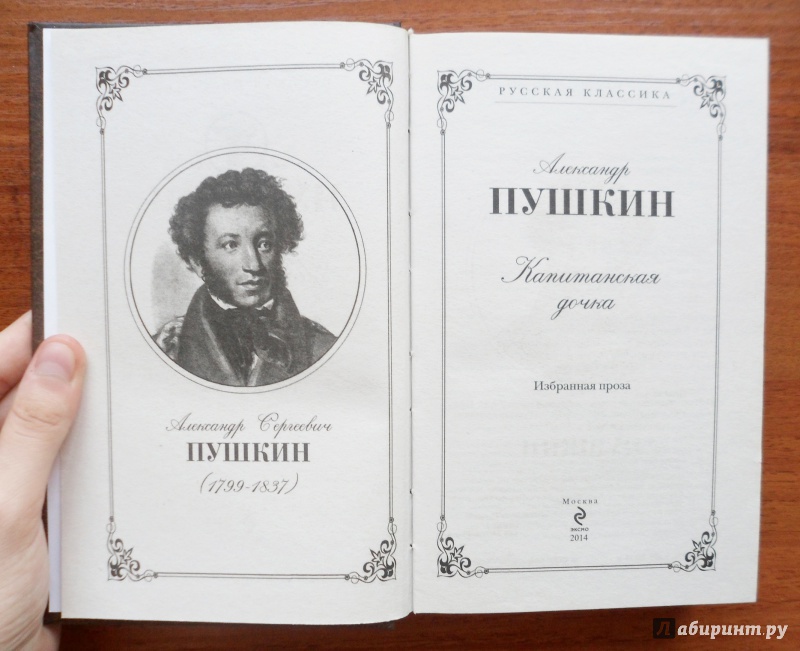 Александр Сергеевич
ПУШКИН
(1799-1837)
РУССКАЯ КЛАССИКА
Александр
ПУШКИН
Капитанская
дочка
Избранная проза
Москва
ЭКСМО
2014
Лабиринт.ру